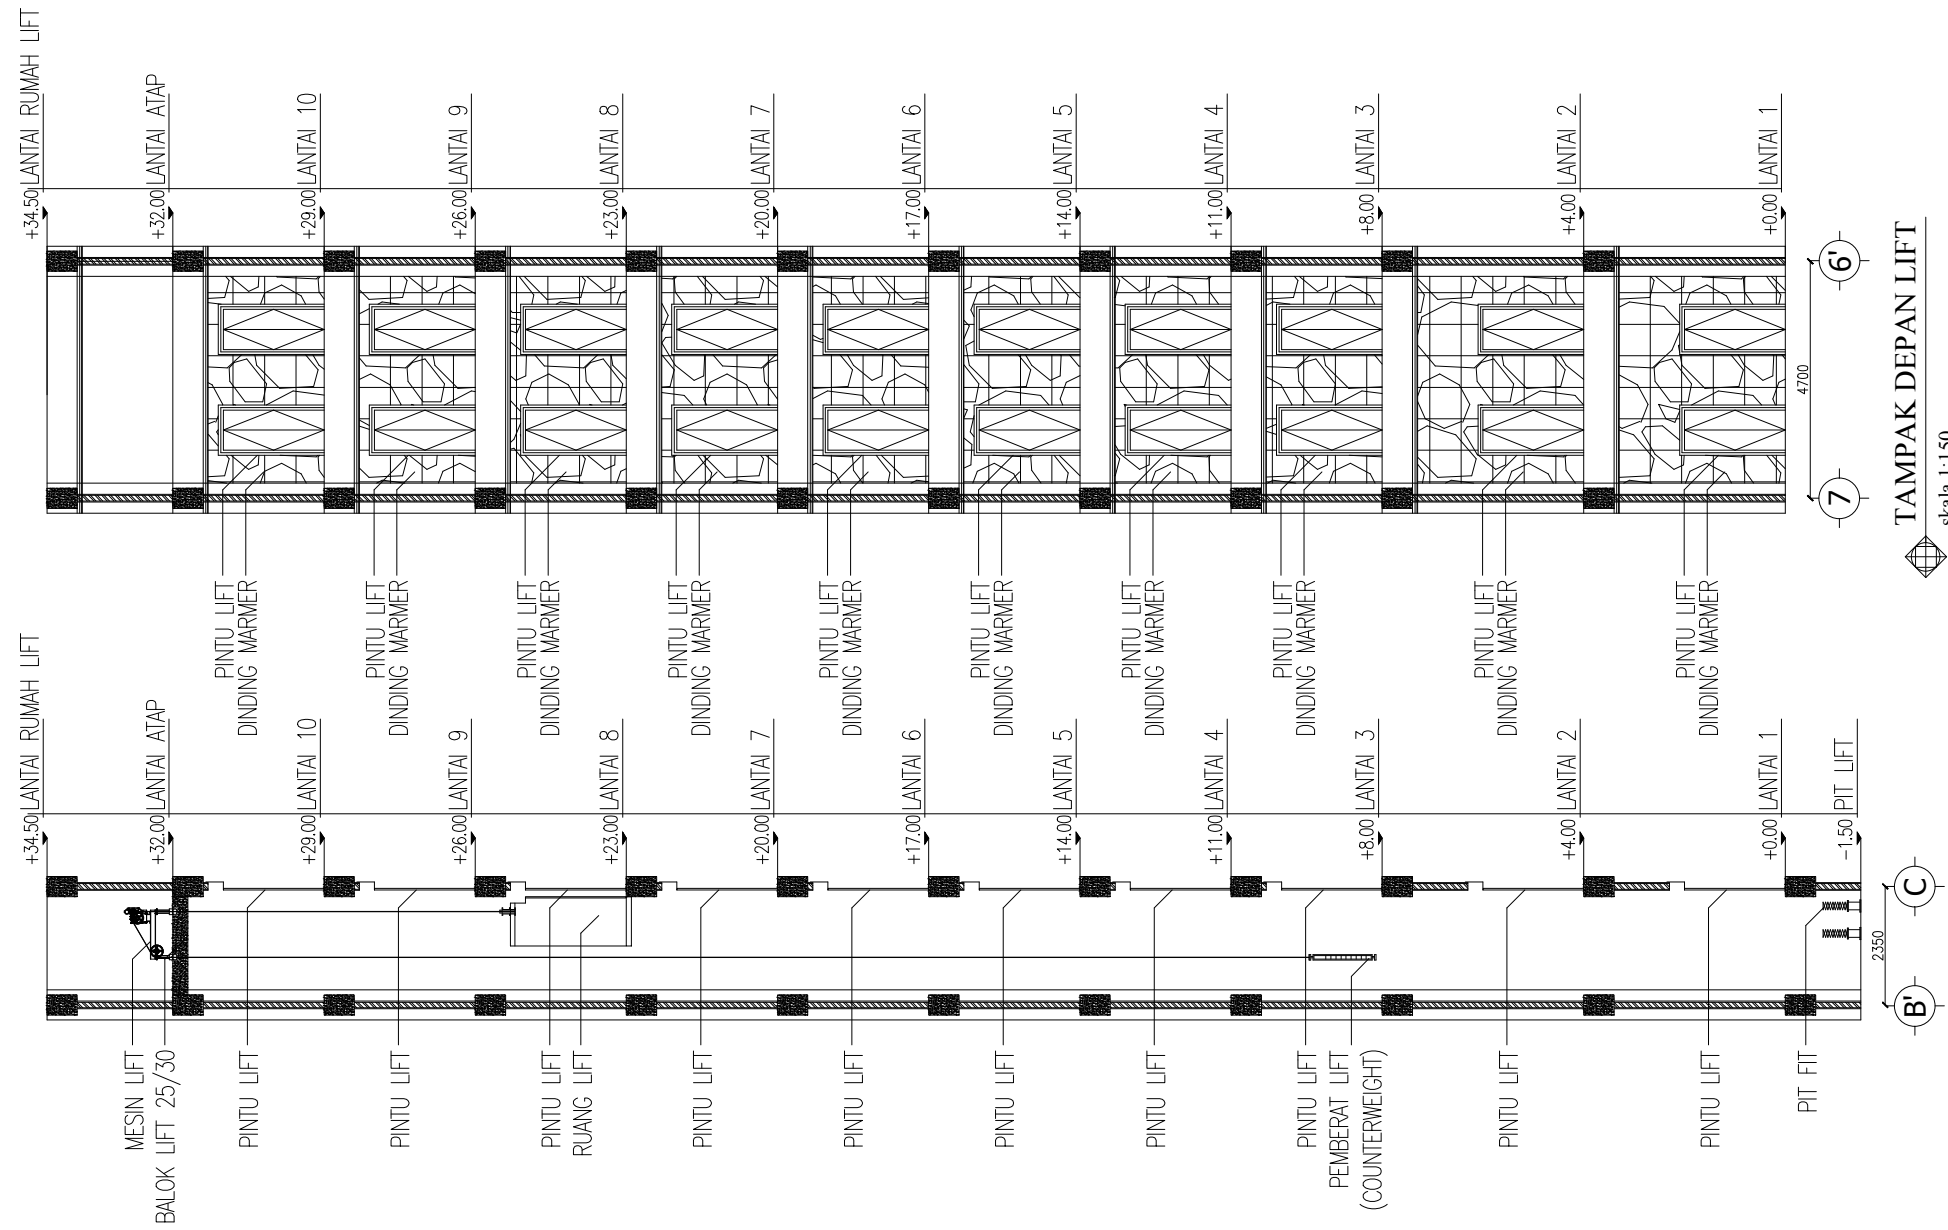 +34.50 LANTAI RUMAH LIFT
+32.00 LANTAI ATAP
+29.00 LANTAI 10
+26.00 LANTAI 9
+23.00 LANTAI 8
+20.00 LANTAI 7
+17.00 LANTAI 6
+14.00 LANTAI 5
+11.00 LANTAI 4
+8.00 LANTAI 3
+4.00 LANTAI 2
+0.00 LANTAI 1
PINTU LIFT
DINDING MARMER
PINTU LIFT
DINDING MARMER
PINTU LIFT
DINDING MARMER
PINTU LIFT
DINDING MARMER
PINTU LIFT
DINDING MARMER
PINTU LIFT
DINDING MARMER
PINTU LIFT
DINDING MARMER
PINTU LIFT
DINDING MARMER
PINTU LIFT
DINDING MARMER
PINTU LIFT
DINDING MARMER
4700
7
6'
TAMPAK DEPAN LIFT
skala 1:150
+34.50 LANTAI RUMAH LIFT
+32.00 LANTAI ATAP
+29.00 LANTAI 10
+26.00 LANTAI 9
+23.00 LANTAI 8
+20.00 LANTAI 7
+17.00 LANTAI 6
+14.00 LANTAI 5
+11.00 LANTAI 4
+8.00 LANTAI 3
+4.00 LANTAI 2
+0.00 LANTAI 1
-1.50 PIT LIFT
MESIN LIFT
BALOK LIFT 25/30
PINTU LIFT
PINTU LIFT
PINTU LIFT
RUANG LIFT
PINTU LIFT
PINTU LIFT
PINTU LIFT
PINTU LIFT
PINTU LIFT
PEMBERAT LIFT
(COUNTERWEIGHT)
PINTU LIFT
PINTU LIFT
PIT FIT
2350
B'
C